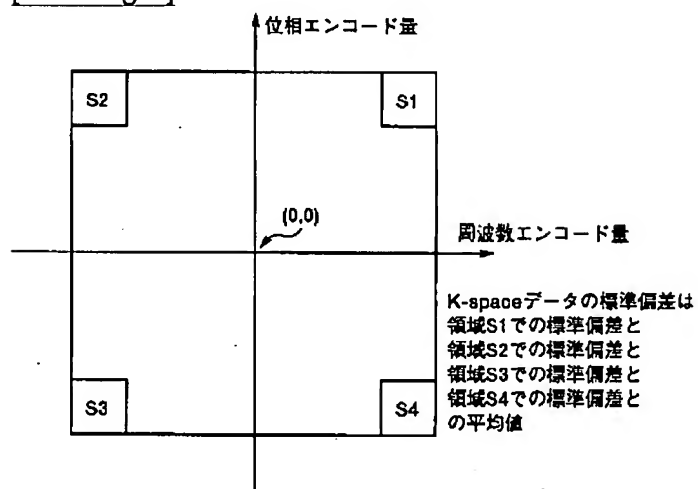 位相エンコード量
S2
S1
(0,0)
周波数エンコード量
K-spaceデータの標準偏差は
領域S1での標準偏差と
領域S2での標準偏差と
領域S3での標準偏差と
領域S4での標準偏差と
の平均値
S3
S4